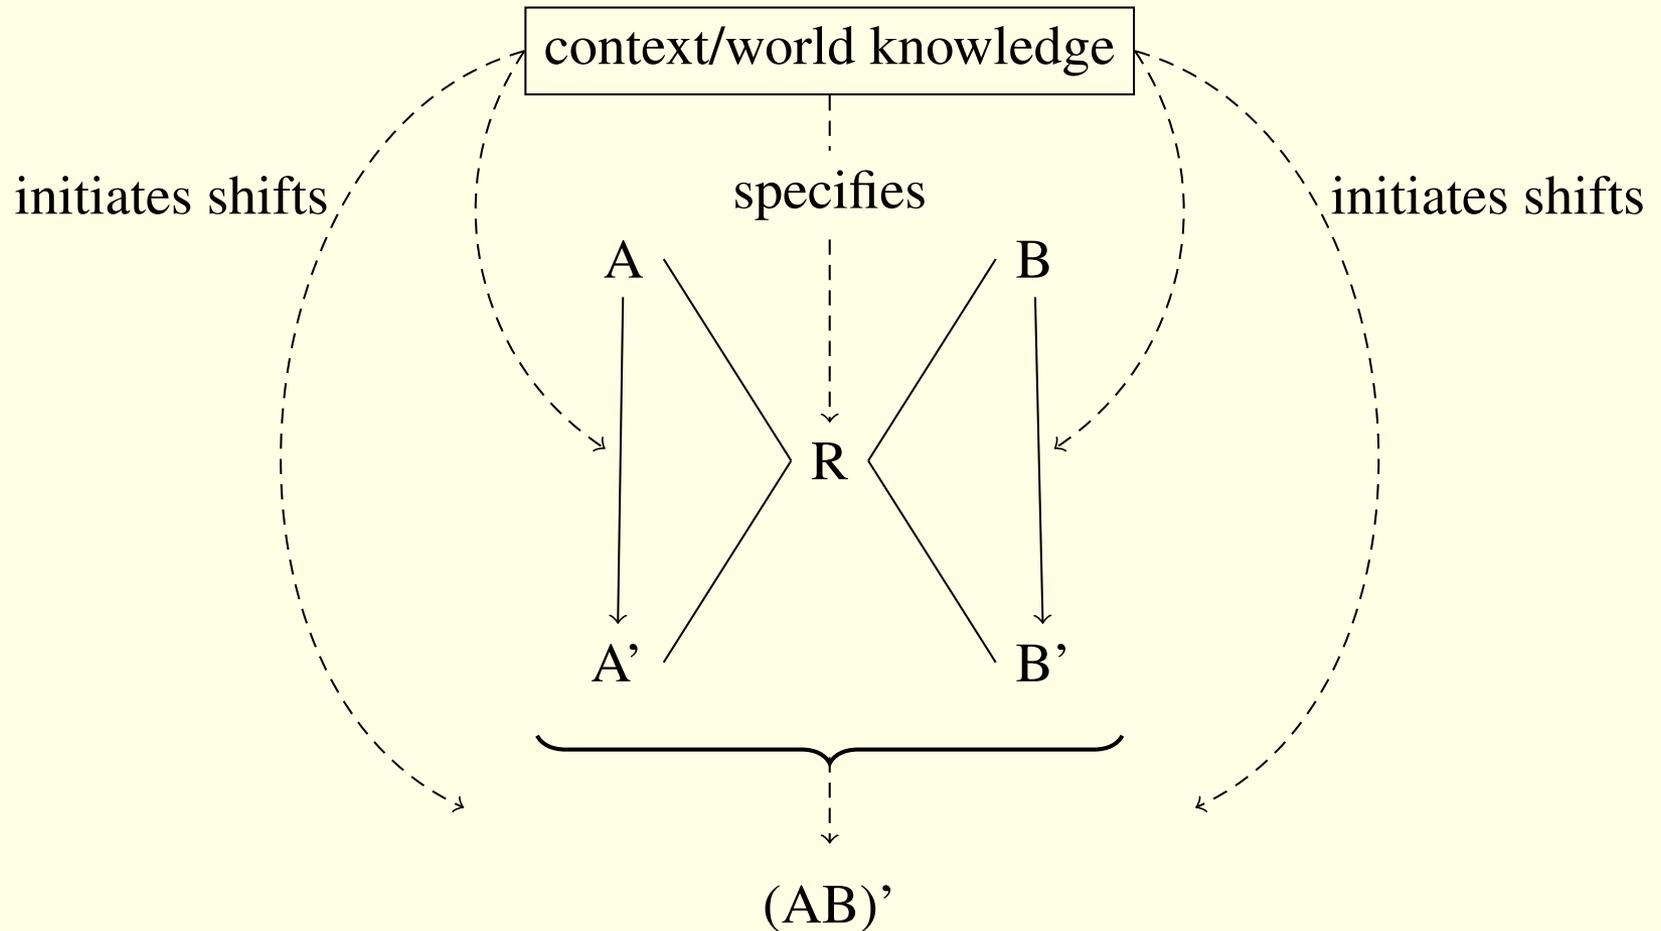 context/world knowledge
initiates shifts
specifies
initiates shifts
A
B
R
A’
B’
(AB)’